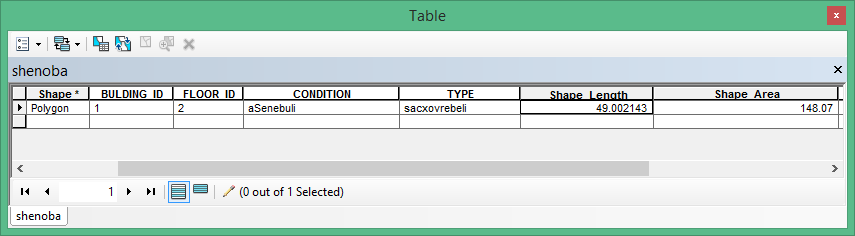 Table
x
shenoba
×
Shape * BULDING_ID FLOOR_ID CONDITION TYPE Shape_Length Shape_Area
Polygon 1 2 aSenebuli sacxovrebeli 49.002143 148.07
1 (0 out of 1 Selected)
shenoba